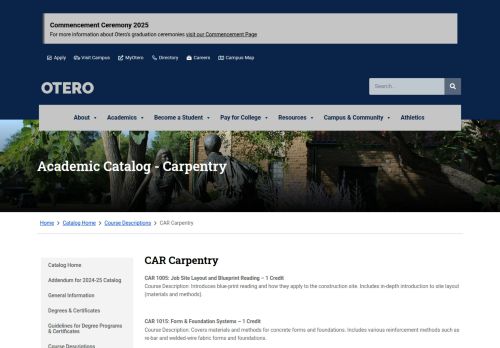 Commencement Ceremony 2025
For more information about Otero's graduation ceremonies visit our Commencement Page
Apply Visit Campus MyOtero Directory Careers Campus Map
OTERO
Search...
About Academics Become a Student Pay for College Resources Campus & Community Athletics
Academic Catalog - Carpentry
Home > Catalog Home > Course Descriptions > CAR Carpentry
Catalog Home
Addendum for 2024-25 Catalog
General Information
Degrees & Certificates
Guidelines for Degree Programs
& Certificates
Course Descriptions
CAR Carpentry
CAR 1005: Job Site Layout and Blueprint Reading – 1 Credit
Course Description: Introduces blue-print reading and how they apply to the construction site. Includes in-depth introduction to site layout
(materials and methods).
CAR 1015: Form & Foundation Systems – 1 Credit
Course Description: Covers materials and methods for concrete forms and foundations. Includes various reinforcement methods such as
re-bar and welded-wire fabric forms and foundations.